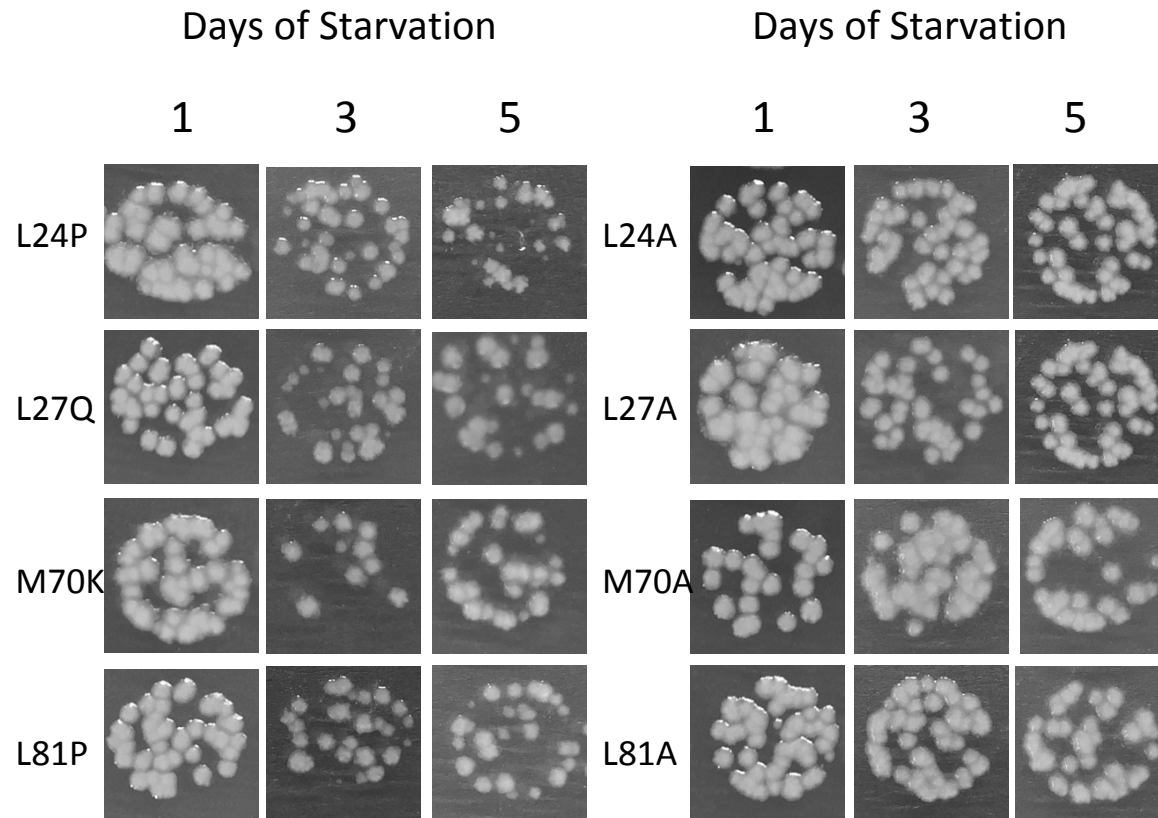 Days of Starvation Days of Starvation
1 3 5 1 3 5
L24P L24A
L27Q L27A
M70K M70A
L81P L81A